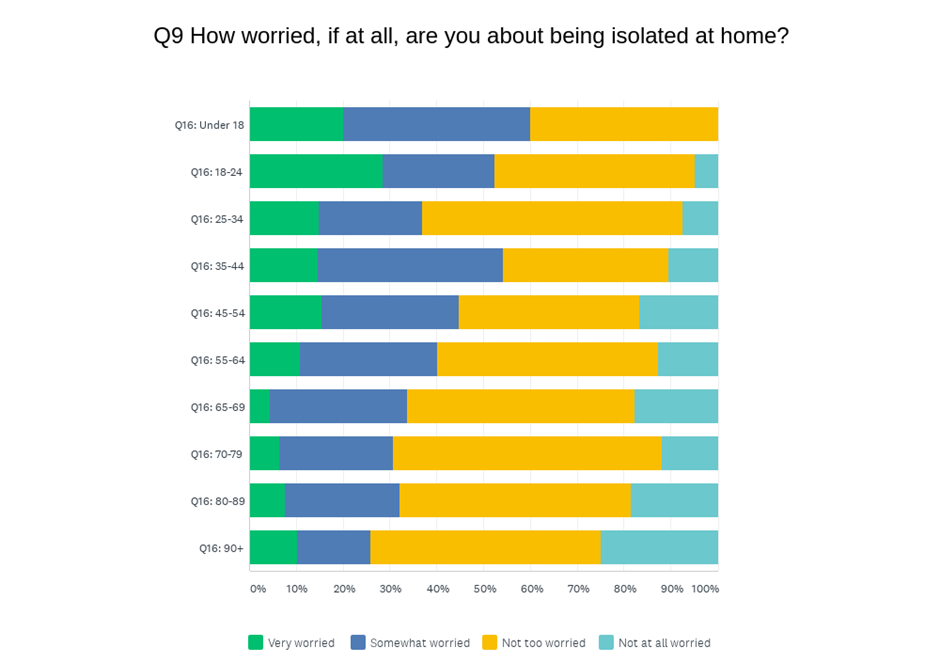 Q9 How worried, if at all, are you about being isolated at home?
Q16: Under 18
Q16: 18-24
Q16: 25-34
Q16: 35-44
Q16: 45-54
Q16: 55-64
Q16: 65-69
Q16: 70-79
Q16: 80-89
Q16: 90+
0% 10% 20% 30% 40% 50% 60% 70% 80% 90% 100%
Very worried Somewhat worried Not too worried Not at all worried